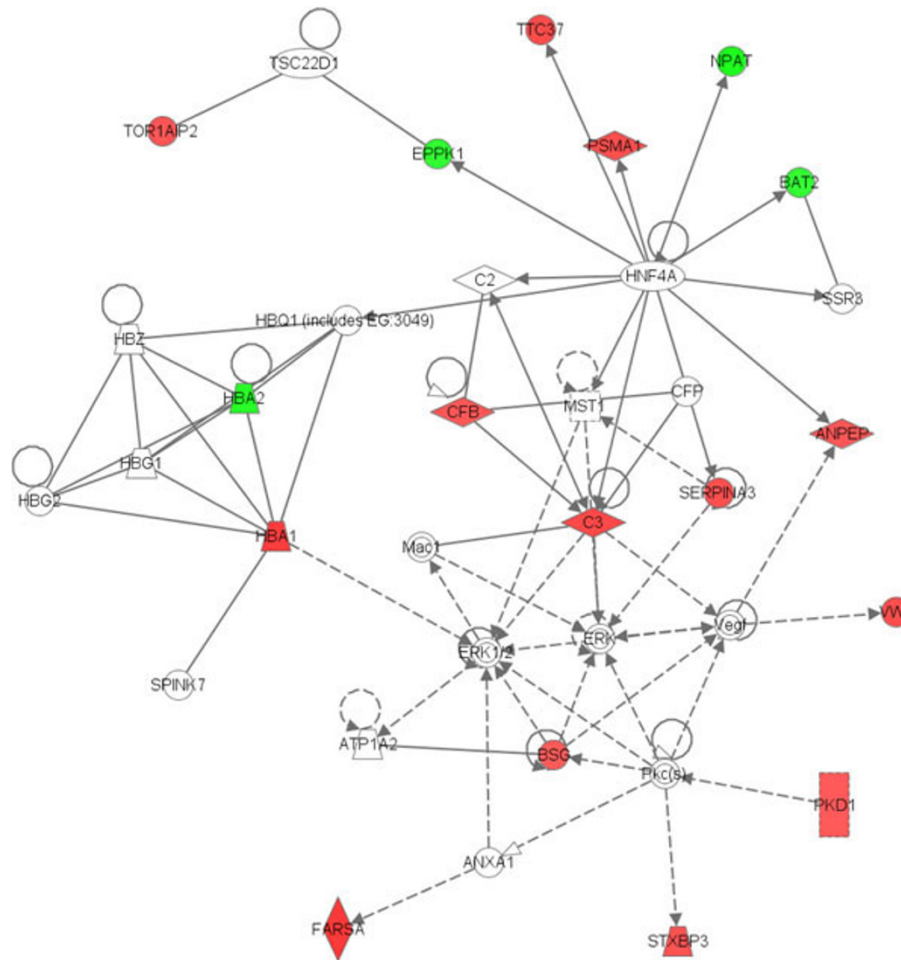 TTC37
TSC22D1
NPAT
TOR1AIP2
PSMA1
EPPK1
BAT2
HNF4A
C2
SSR3
HBQ1 (includes EG:3049)
HBZ
CFP
HBA2
MST1
CFB
ANPEP
HBG1
SERPINA3
HBG2
C3
HBA1
Mac1
VW
Vegf
ERK
ERK1/2
SPINK7
ATP1A2
BSG
Pkc(s)
PKD1
ANXA1
FARSA
STXBP3